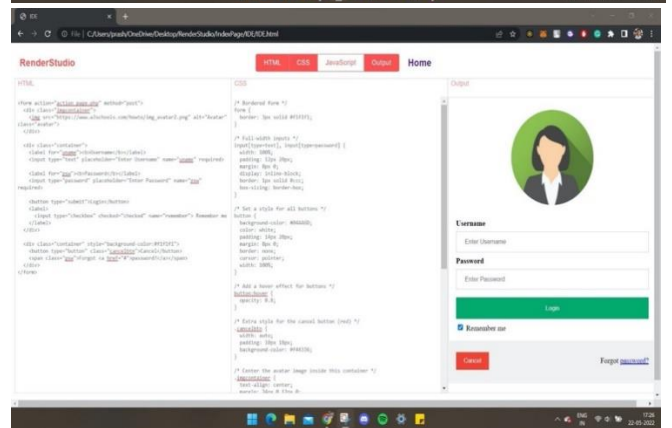 IDE
File | C:/Users/prash/OneDrive/Desktop/RenderStudio/IndexPage/IDE/IDE.html
RenderStudio
HTML CSS JavaScript Output Home
HTML
<form action="action_page.php" method="post">
<div class="imgcontainer">
<img src="https://www.w3schools.com/howto/img_avatar2.png" alt="Avatar"
class="avatar">
</div>
<div class="container">
<label for="uname"><b>Username</b></label>
<input type="text" placeholder="Enter Username" name="uname" required>
<label for="psw"><b>Password</b></label>
<input type="password" placeholder="Enter Password" name="psw"
required>
<button type="submit">Login</button>
<label>
<input type="checkbox" checked="checked" name="remember"> Remember me
</label>
</div>
<div class="container" style="background-color:#f1f1f1">
<button type="button" class="cancelbtn">Cancel</button>
<span class="psw">Forgot <a href="#">password?</a></span>
</div>
</form>
CSS
/* Bordered form */
form {
border: 3px solid #f1f1f1;
}
/* Full-width inputs */
input[type=text], input[type=password] {
width: 100%;
padding: 12px 20px;
margin: 8px 0;
display: inline-block;
border: 1px solid #ccc;
box-sizing: border-box;
}
/* Set a style for all buttons */
button {
background-color: #04AA6D;
color: white;
padding: 14px 20px;
margin: 8px 0;
border: none;
cursor: pointer;
width: 100%;
}
/* Add a hover effect for buttons */
button:hover {
opacity: 0.8;
}
/* Extra style for the cancel button (red) */
.cancelbtn {
width: auto;
padding: 10px 18px;
background-color: #f44336;
}
/* Center the avatar image inside this container */
.imgcontainer {
text-align: center;
margin: 24px 0 12px 0;
Output
Username
Enter Username
Password
Enter Password
Login
Remember me
Cancel
Forgot password?
ENG
IN
17:26
22-05-2022